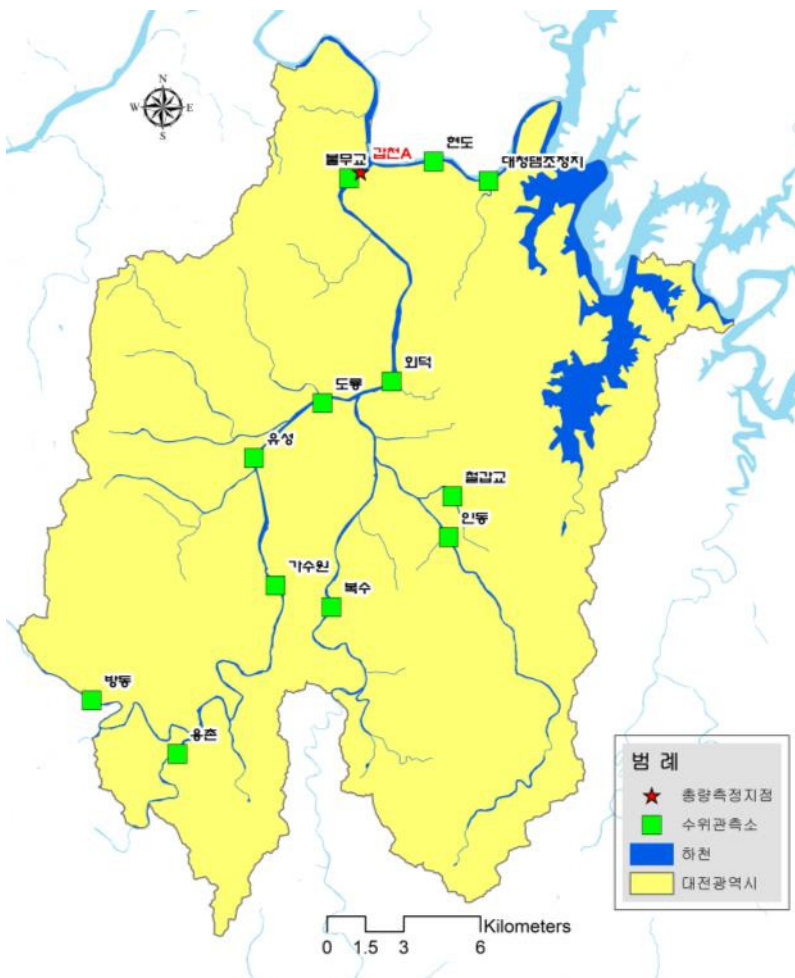 N
W E
S
현도
갑천A
불무교
대청댐조정지
회덕
도룡
유성
철갑교
인동
가수원
복수
방동
용촌
범 례
총량측정지점
수위관측소
하천
대전광역시
Kilometers
0 1.5 3 6